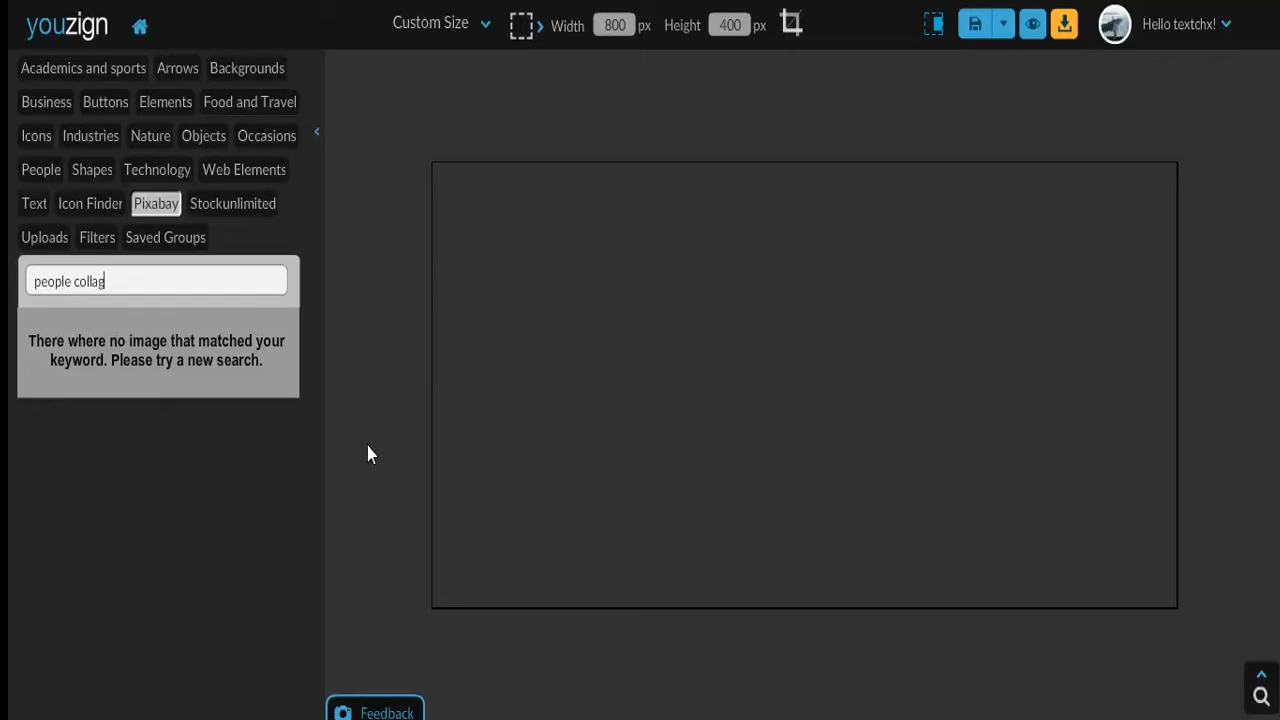 youzign Custom Size Width 800 px Height 400 px Hello textchx!
Academics and sports Arrows Backgrounds
Business Buttons Elements Food and Travel
Icons Industries Nature Objects Occasions
People Shapes Technology Web Elements
Text Icon Finder Pixabay Stockunlimited
Uploads Filters Saved Groups
people collag
There where no image that matched your
keyword. Please try a new search.
Feedback